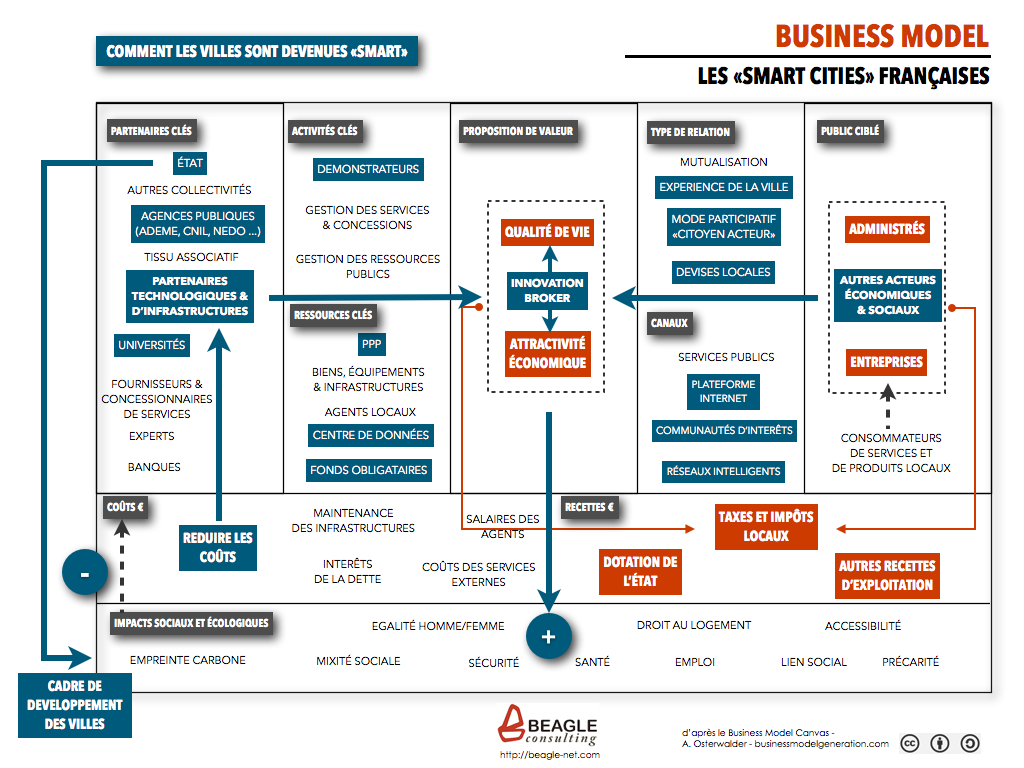 COMMENT LES VILLES SONT DEVENUES «SMART»
BUSINESS MODEL
LES «SMART CITIES» FRANÇAISES
PARTENAIRES CLÉS
ÉTAT
AUTRES COLLECTIVITÉS
AGENCES PUBLIQUES
(ADEME, CNIL, NEDO ...)
TISSU ASSOCIATIF
PARTENAIRES
TECHNOLOGIQUES &
D'INFRASTRUCTURES
UNIVERSITÉS
FOURNISSEURS &
CONCESSIONNAIRES
DE SERVICES
EXPERTS
BANQUES
ACTIVITÉS CLÉS
DEMONSTRATEURS
GESTION DES SERVICES
& CONCESSIONS
GESTION DES RESSOURCES
PUBLICS
RESSOURCES CLÉS
PPP
BIENS, ÉQUIPEMENTS
& INFRASTRUCTURES
AGENTS LOCAUX
CENTRE DE DONNÉES
FONDS OBLIGATAIRES
PROPOSITION DE VALEUR
QUALITÉ DE VIE
INNOVATION
BROKER
ATTRACTIVITÉ
ÉCONOMIQUE
TYPE DE RELATION
MUTUALISATION
EXPERIENCE DE LA VILLE
MODE PARTICIPATIF
«CITOYEN ACTEUR»
DEVISES LOCALES
CANAUX
SERVICES PUBLICS
PLATEFORME
INTERNET
COMMUNAUTÉS D'INTÉRÊTS
RÉSEAUX INTELLIGENTS
PUBLIC CIBLÉ
ADMINISTRÉS
AUTRES ACTEURS
ÉCONOMIQUES
& SOCIAUX
ENTREPRISES
CONSOMMATEURS
DE SERVICES ET
DE PRODUITS LOCAUX
COÛTS €
REDUIRE LES
COÛTS
-
MAINTENANCE
DES INFRASTRUCTURES
SALAIRES DES
AGENTS
INTERÊTS
DE LA DETTE
COÛTS DES SERVICES
EXTERNES
RECETTES €
TAXES ET IMPÔTS
LOCAUX
DOTATION DE
L'ÉTAT
AUTRES RECETTES
D'EXPLOITATION
IMPACTS SOCIAUX ET ÉCOLOGIQUES
EGALITÉ HOMME/FEMME
+
DROIT AU LOGEMENT
ACCESSIBILITÉ
EMPREINTE CARBONE
MIXITÉ SOCIALE
SÉCURITÉ
SANTÉ
EMPLOI
LIEN SOCIAL
PRÉCARITÉ
CADRE DE
DEVELOPPEMENT
DES VILLES
BEAGLE
consulting
http://beagle-net.com
d'après le Business Model Canvas -
A. Osterwalder - businessmodelgeneration.com
cc